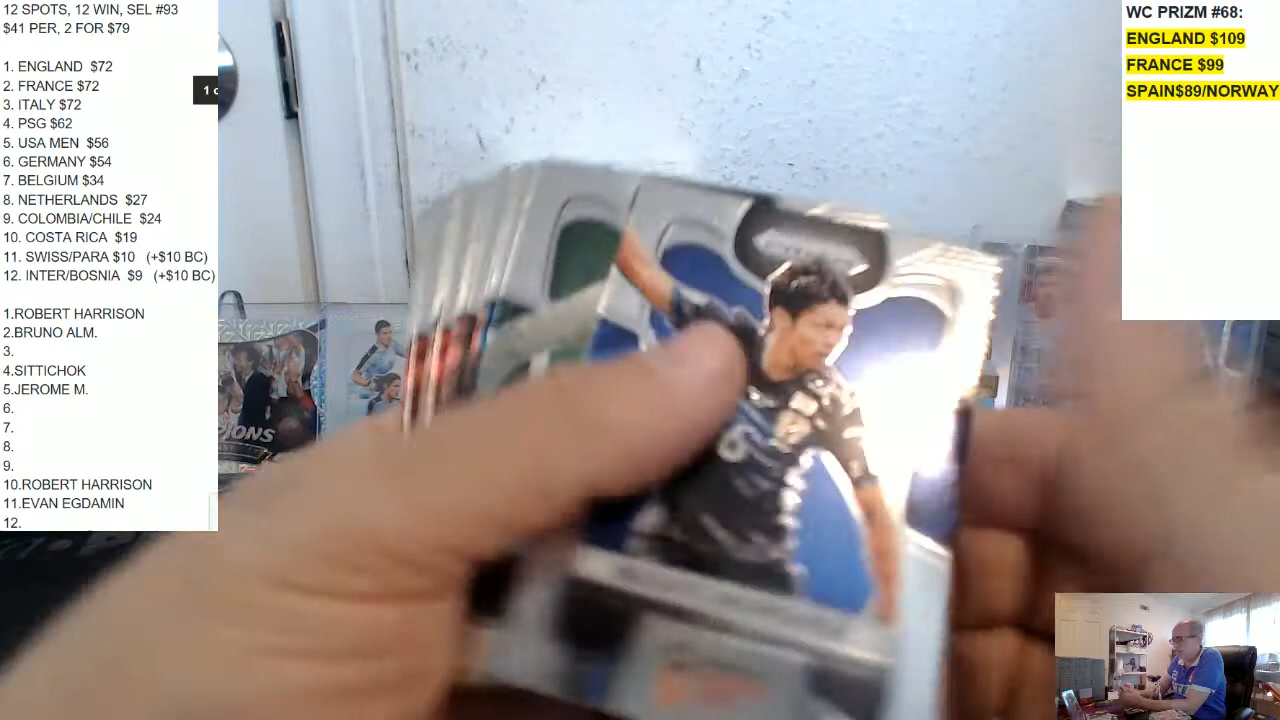 12 SPOTS, 12 WIN, SEL #93
$41 PER, 2 FOR $79
1. ENGLAND $72
2. FRANCE $72
3. ITALY $72
4. PSG $62
5. USA MEN $56
6. GERMANY $54
7. BELGIUM $34
8. NETHERLANDS $27
9. COLOMBIA/CHILE $24
10. COSTA RICA $19
11. SWISS/PARA $10 (+$10 BC)
12. INTER/BOSNIA $9 (+$10 BC)
1.ROBERT HARRISON
2.BRUNO ALM.
3.
4.SITTICHOK
5.JEROME M.
6.
7.
8.
9.
10.ROBERT HARRISON
11.EVAN EGDAMIN
12.
WC PRIZM #68:
ENGLAND $109
FRANCE $99
SPAIN$89/NORWAY